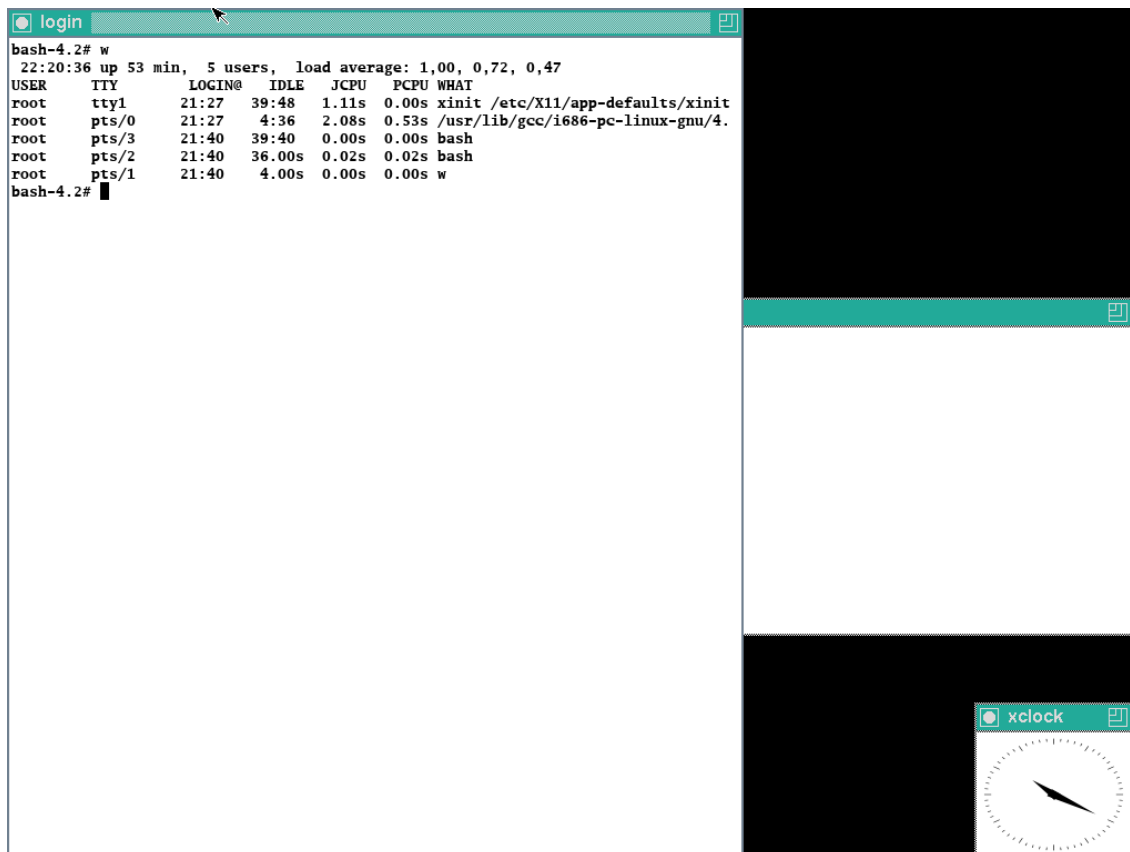 login
bash-4.2# w
 22:20:36 up 53 min,  5 users,  load average: 1,00, 0,72, 0,47
USER     TTY        LOGIN@   IDLE   JCPU   PCPU WHAT
root     tty1      21:27   39:48   1.11s  0.00s xinit /etc/X11/app-defaults/xinit
root     pts/0     21:27    4:36   2.08s  0.53s /usr/lib/gcc/i686-pc-linux-gnu/4.
root     pts/3     21:40   39:40   0.00s  0.00s bash
root     pts/2     21:40   36.00s  0.02s  0.02s bash
root     pts/1     21:40    4.00s  0.00s  0.00s w
bash-4.2#
xclock